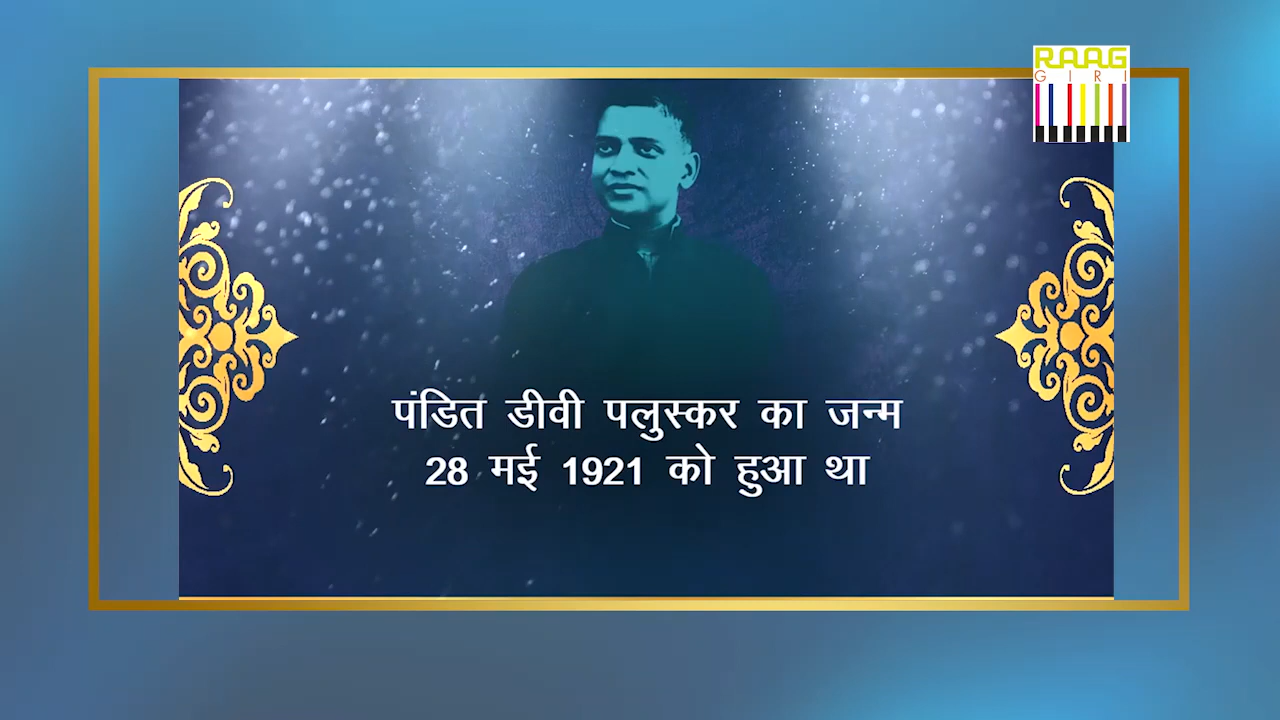 RAAG
GIRI
पंडित डीवी पलुस्कर का जन्म
28 मई 1921 को हुआ था